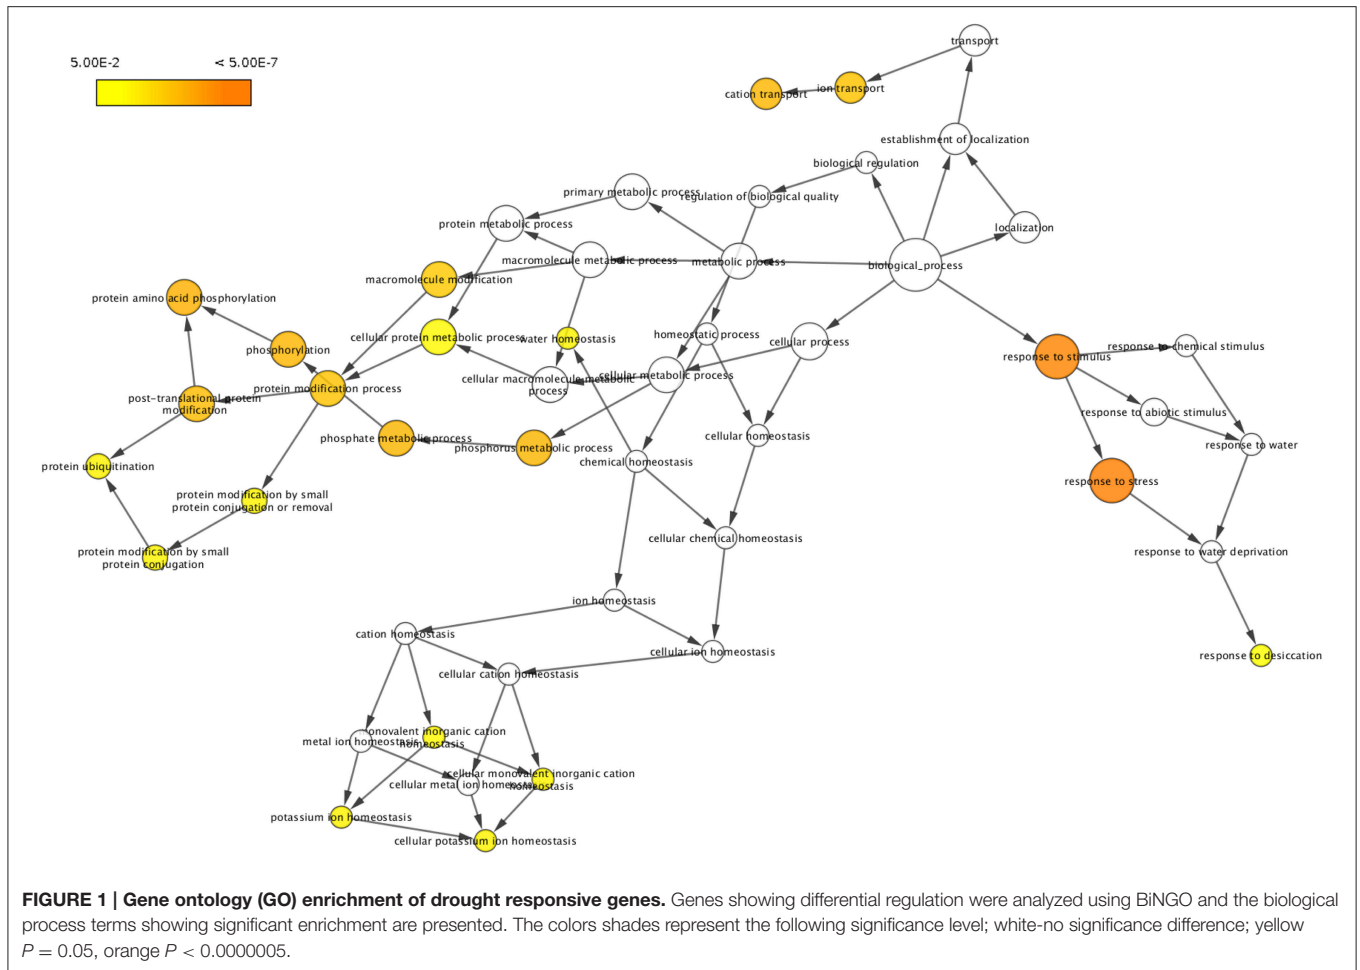 5.00E-2
< 5.00E-7
transport
cation transport
ion transport
establishment of localization
biological regulation
primary metabolic process
regulation of biological quality
protein metabolic process
localization
macromolecule metabolic process
metabolic process
biological_process
macromolecule modification
protein amino acid phosphorylation
cellular protein metabolic process
water homeostasis
homeostatic process
cellular process
response to chemical stimulus
phosphorylation
response to stimulus
cellular macromolecule metabolic
process
cellular metabolic process
protein modification process
post-translational protein
modification
response to abiotic stimulus
phosphate metabolic process
phosphorus metabolic process
cellular homeostasis
response to water
protein ubiquitination
chemical homeostasis
response to stress
protein modification by small
protein conjugation or removal
cellular chemical homeostasis
protein modification by small
protein conjugation
response to water deprivation
ion homeostasis
cation homeostasis
cellular ion homeostasis
response to desiccation
cellular cation homeostasis
metal ion homeostasis
onovalent inorganic cation
homeostasis
cellular monovalent inorganic cation
homeostasis
cellular metal ion homeosta
potassium ion homeostasis
cellular potassium ion homeostasis
FIGURE 1 | Gene ontology (GO) enrichment of drought responsive genes. Genes showing differential regulation were analyzed using BiNGO and the biological
process terms showing significant enrichment are presented. The colors shades represent the following significance level; white-no significance difference; yellow
P = 0.05, orange P < 0.0000005.